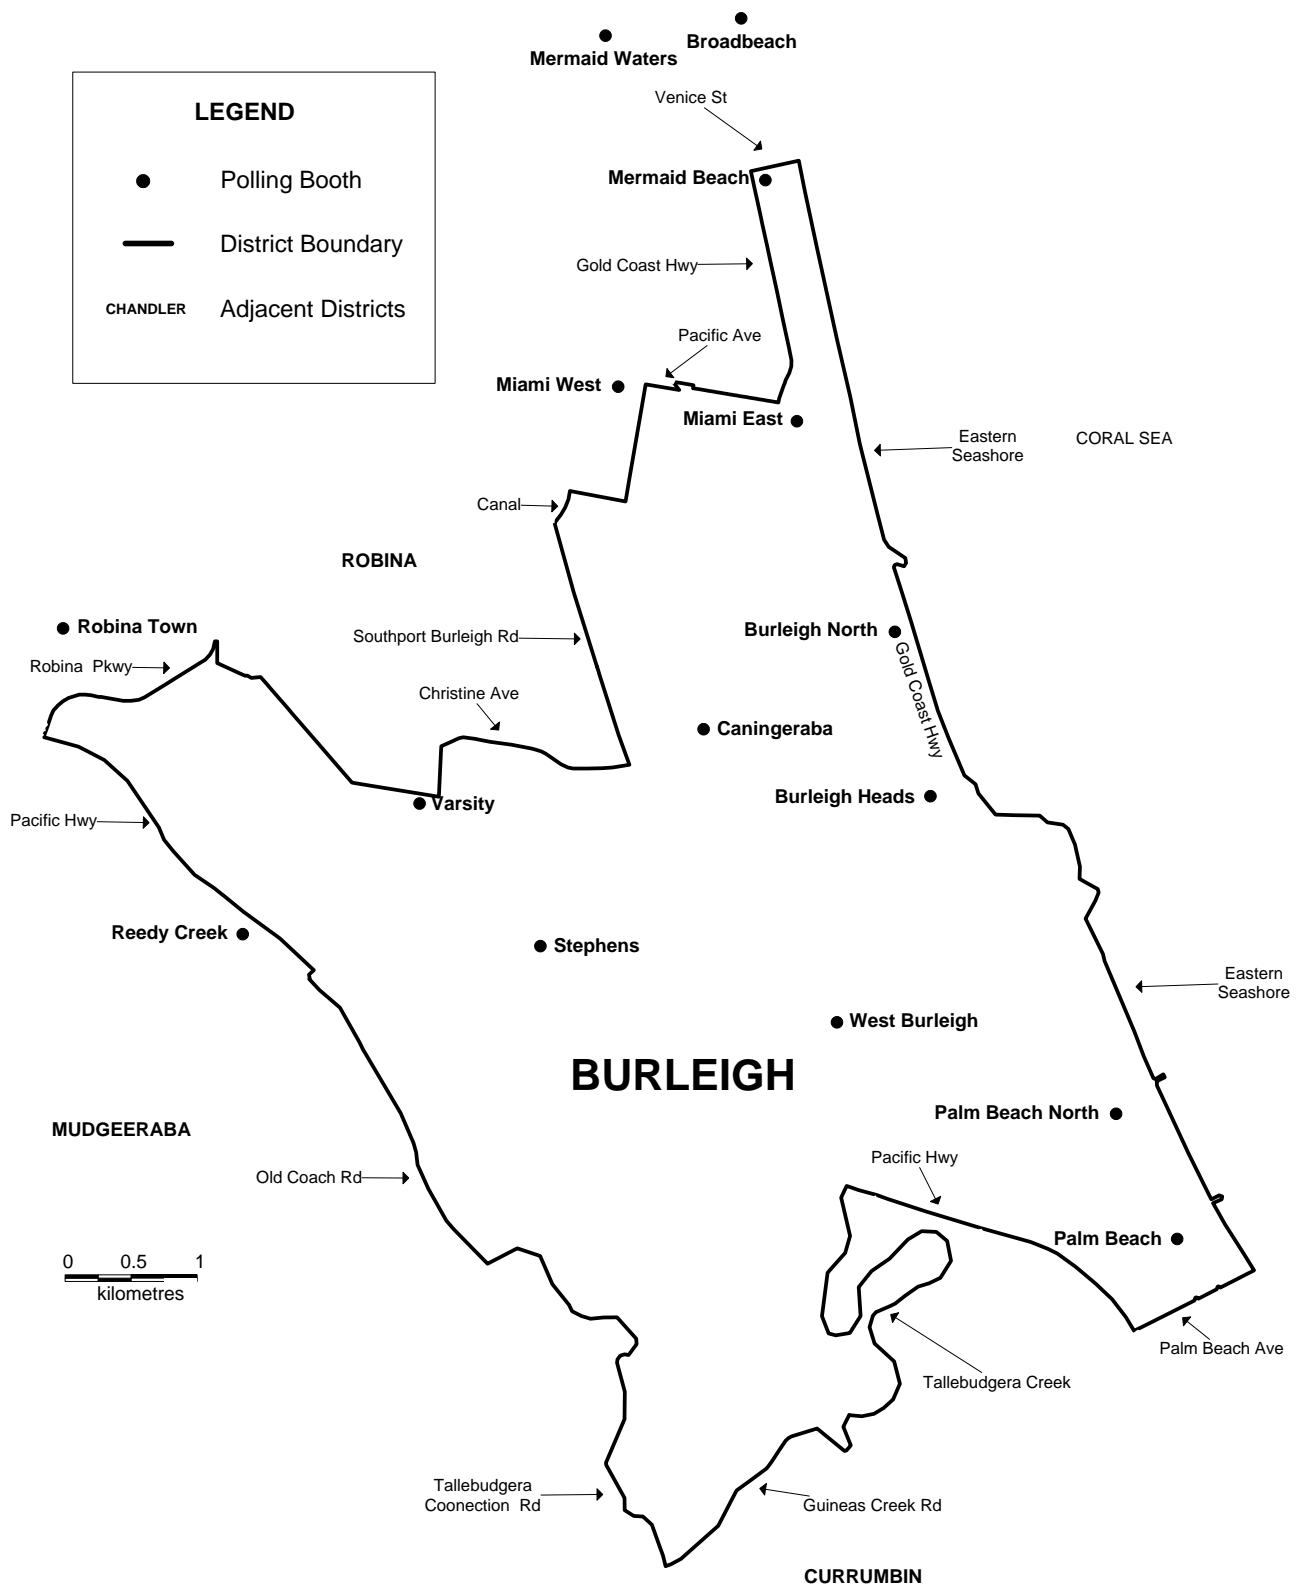 Broadbeach
Mermaid Waters
Venice St
LEGEND
Polling Booth
District Boundary
CHANDLER
Adjacent Districts
Mermaid Beach
Gold Coast Hwy
Pacific Ave
Miami West
Miami East
Eastern
Seashore
CORAL SEA
Canal
ROBINA
Robina Town
Burleigh North
Southport Burleigh Rd
Robina Pkwy
Christine Ave
Gold Coast Hwy
Caningeraba
Burleigh Heads
Varsity
Pacific Hwy
Reedy Creek
Stephens
Eastern
Seashore
West Burleigh
BURLEIGH
Palm Beach North
MUDGEERABA
Pacific Hwy
Old Coach Rd
Palm Beach
0 0.5 1
kilometres
Palm Beach Ave
Tallebudgera Creek
Tallebudgera
Coonection Rd
Guineas Creek Rd
CURRUMBIN